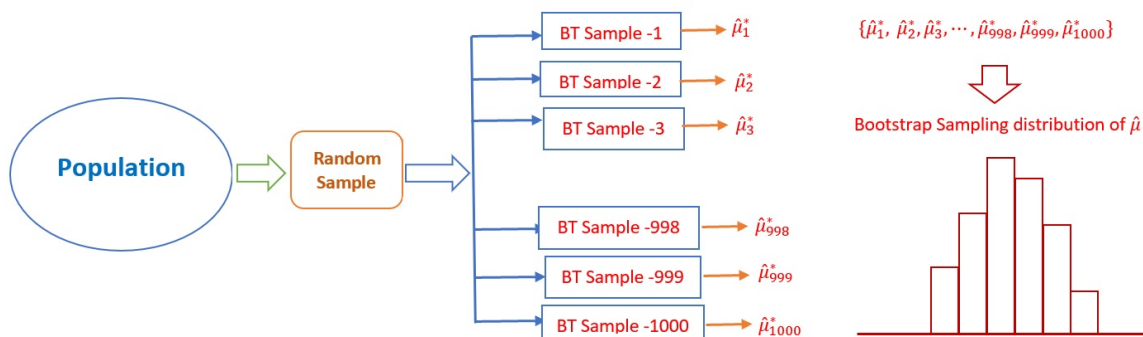 Population
Random
Sample
BT Sample -1
μ̂₁*
BT Sample -2
μ̂₂*
BT Sample -3
μ̂₃*
BT Sample -998
μ̂₉₉₈*
BT Sample -999
μ̂₉₉₉*
BT Sample -1000
μ̂₁₀₀₀*
{μ̂₁*, μ̂₂*, μ̂₃*, ⋯, μ̂₉₉₈*, μ̂₉₉₉*, μ̂₁₀₀₀*}
Bootstrap Sampling distribution of μ̂